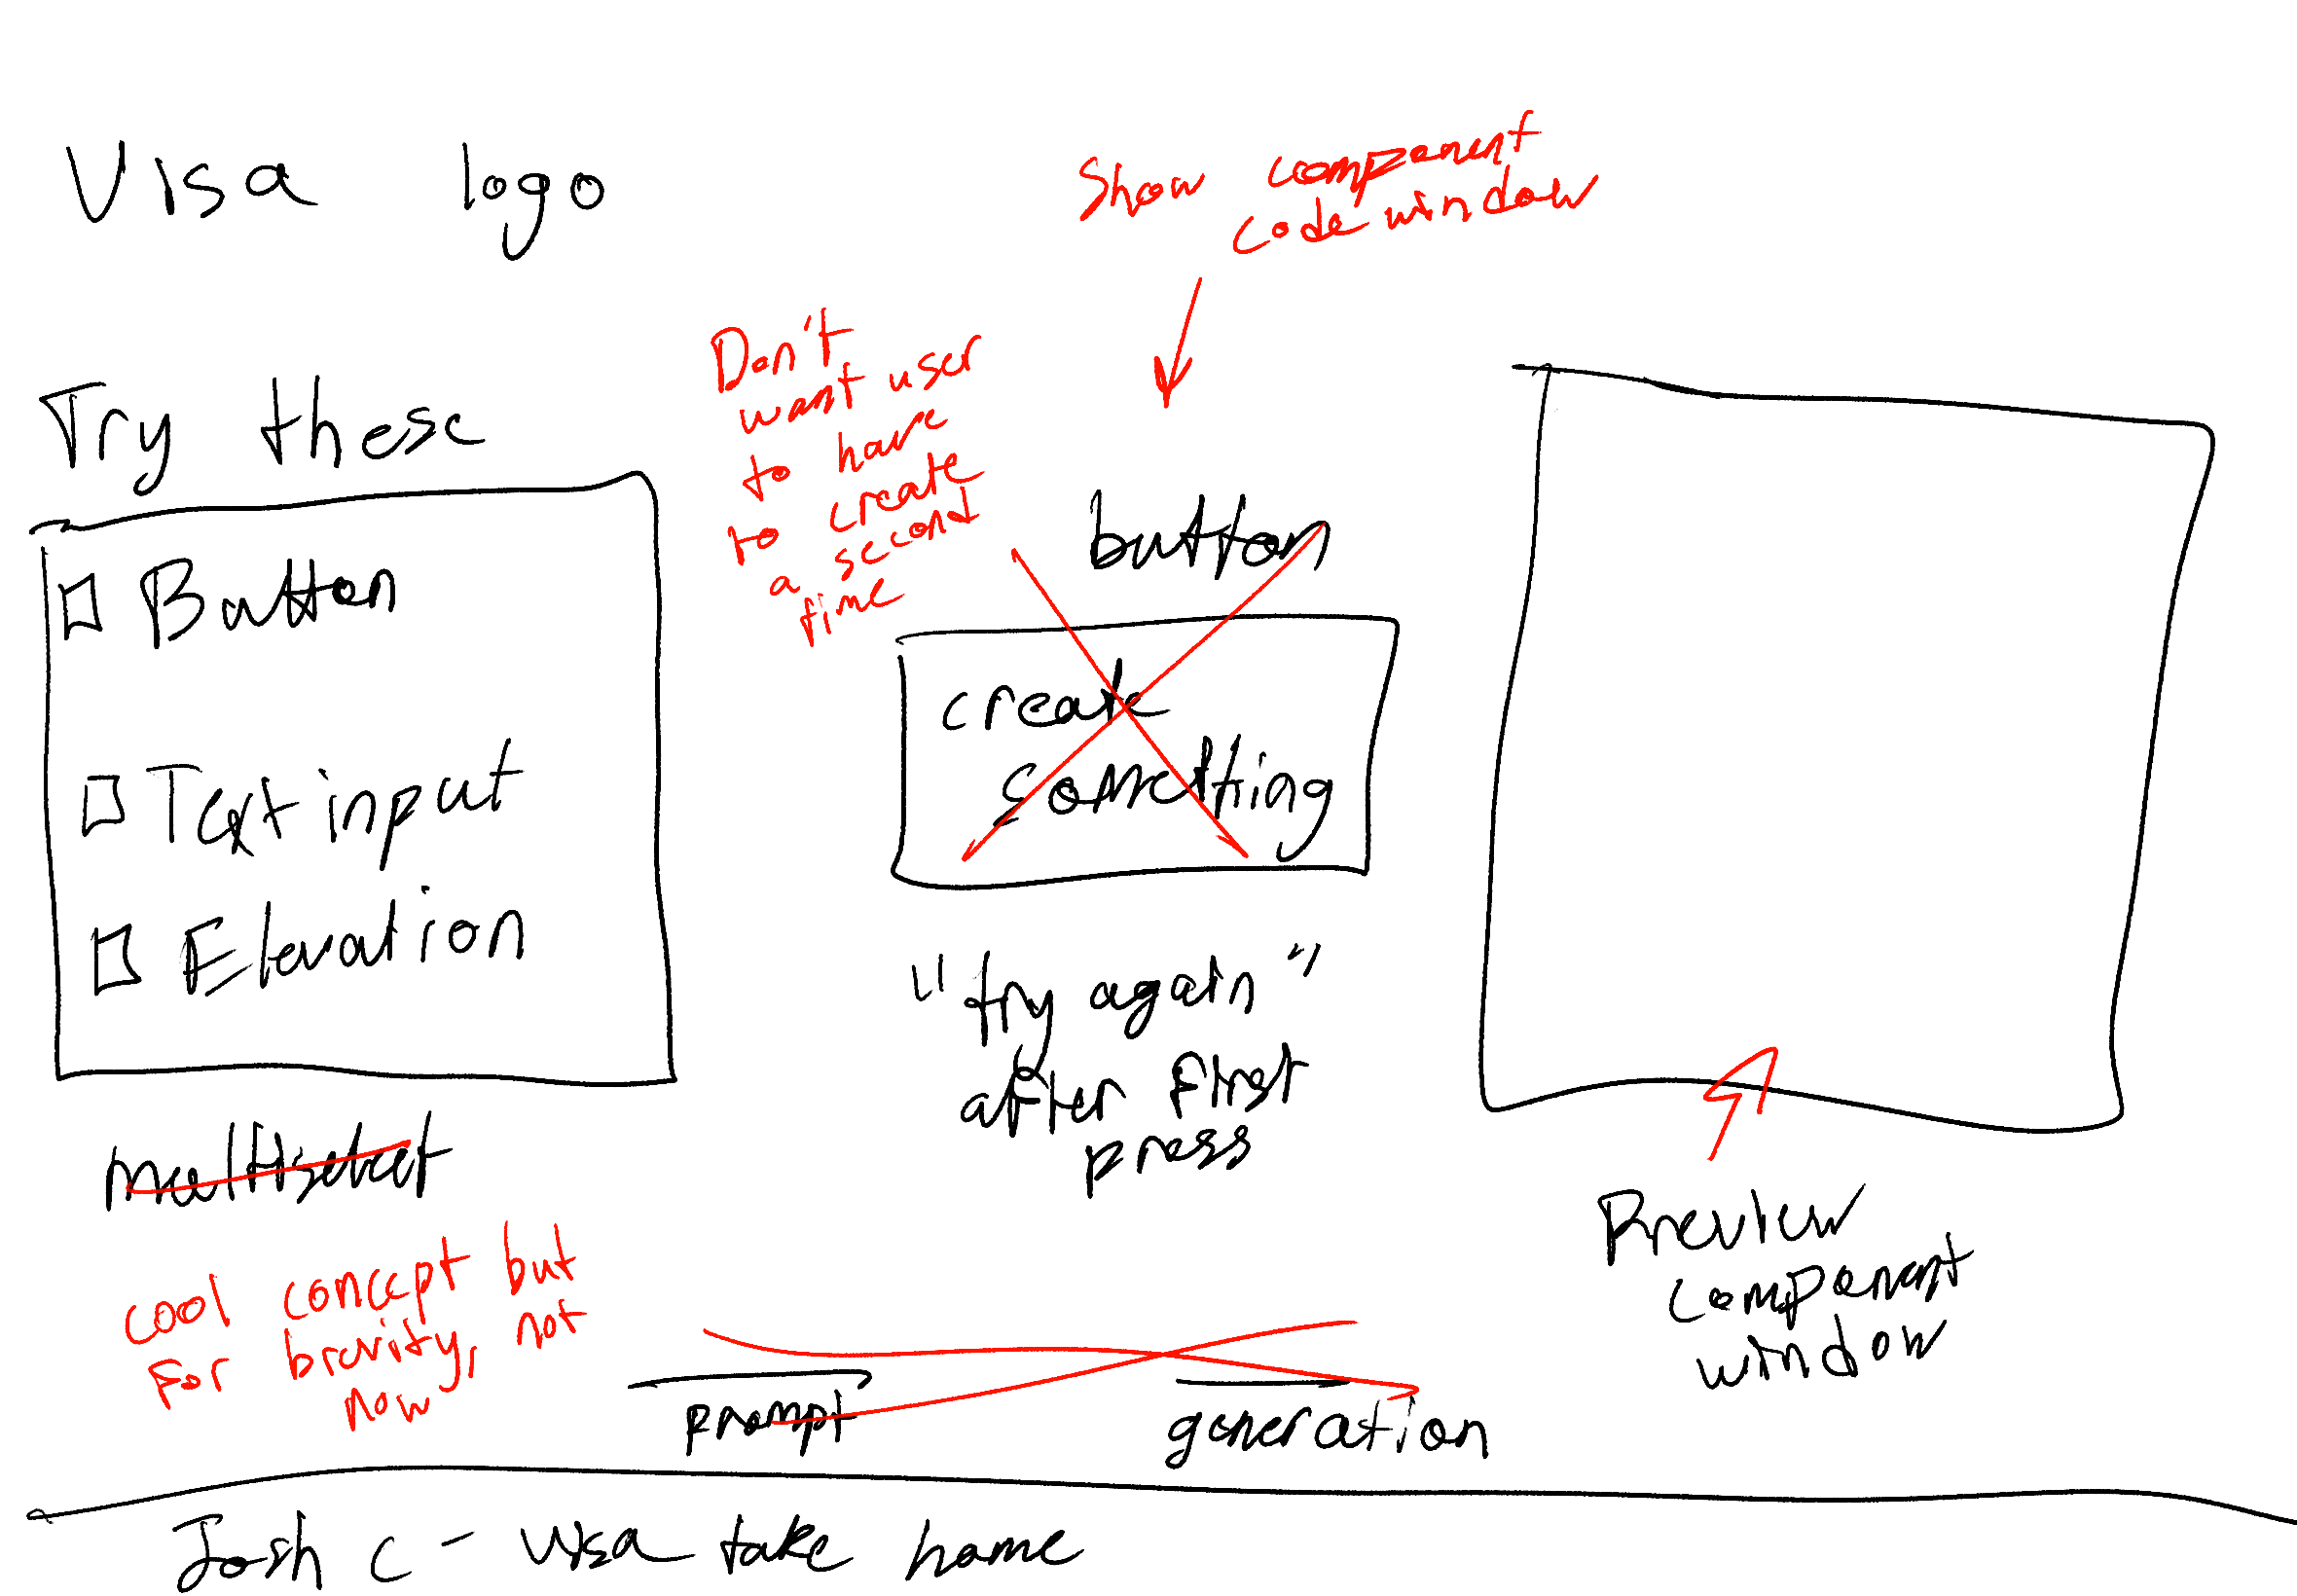 Visa logo
Show component
code window
Don't
want user
to have
to create
a second
time
Try these
Button
Text input
Elevation
button
create
something
"try again"
after first
press
multiselect
cool concept but
for brevity, not
now
Preview
component
window
prompt
generation
Josh C - Visa take home